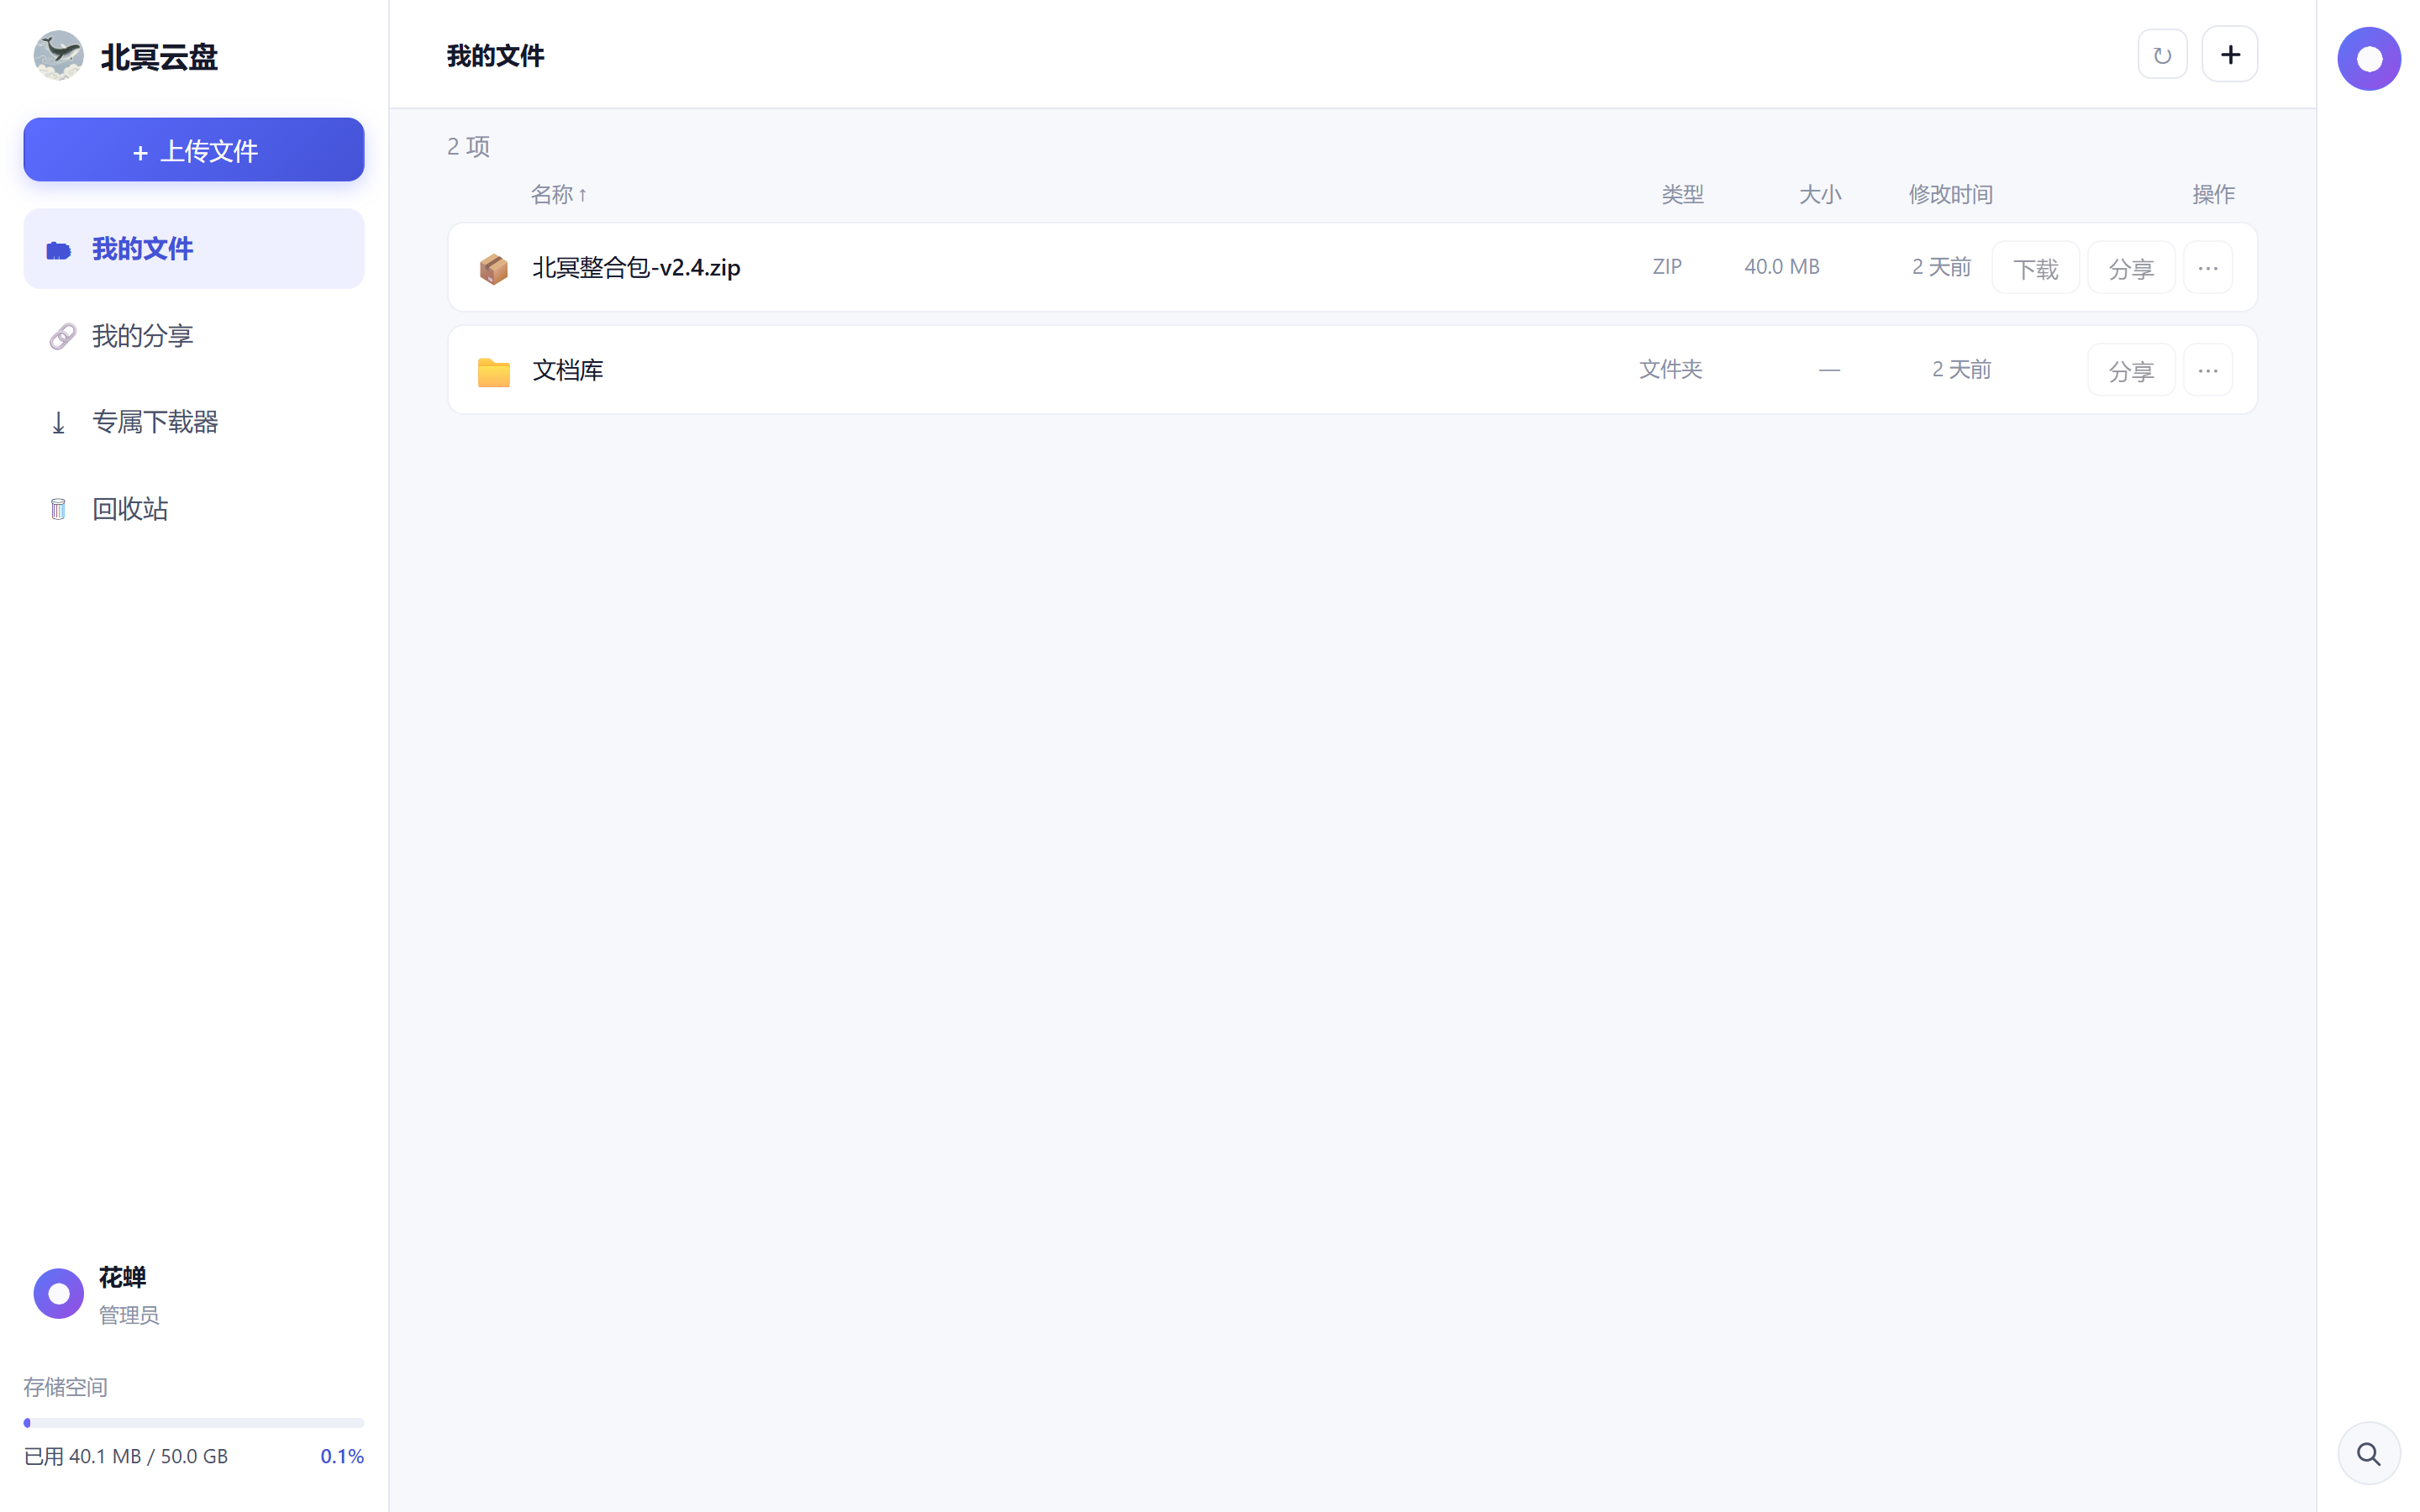 北冥云盘
+ 上传文件
我的文件
我的分享
专属下载器
回收站
花蝉
管理员
存储空间
已用 40.1 MB / 50.0 GB 0.1%
我的文件
2 项
名称 ↑ 类型 大小 修改时间 操作
北冥整合包-v2.4.zip ZIP 40.0 MB 2 天前 下载 分享 ···
文档库 文件夹 — 2 天前 分享 ···